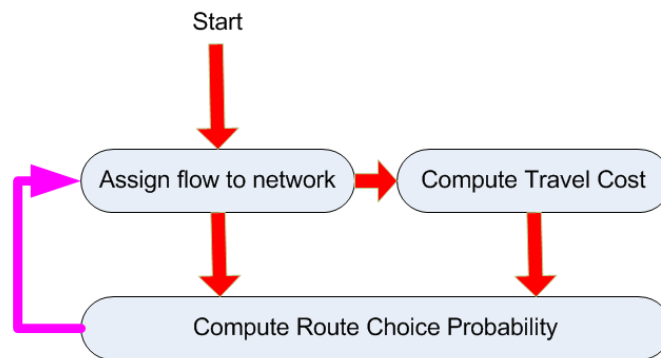 Start
Assign flow to network
Compute Travel Cost
Compute Route Choice Probability